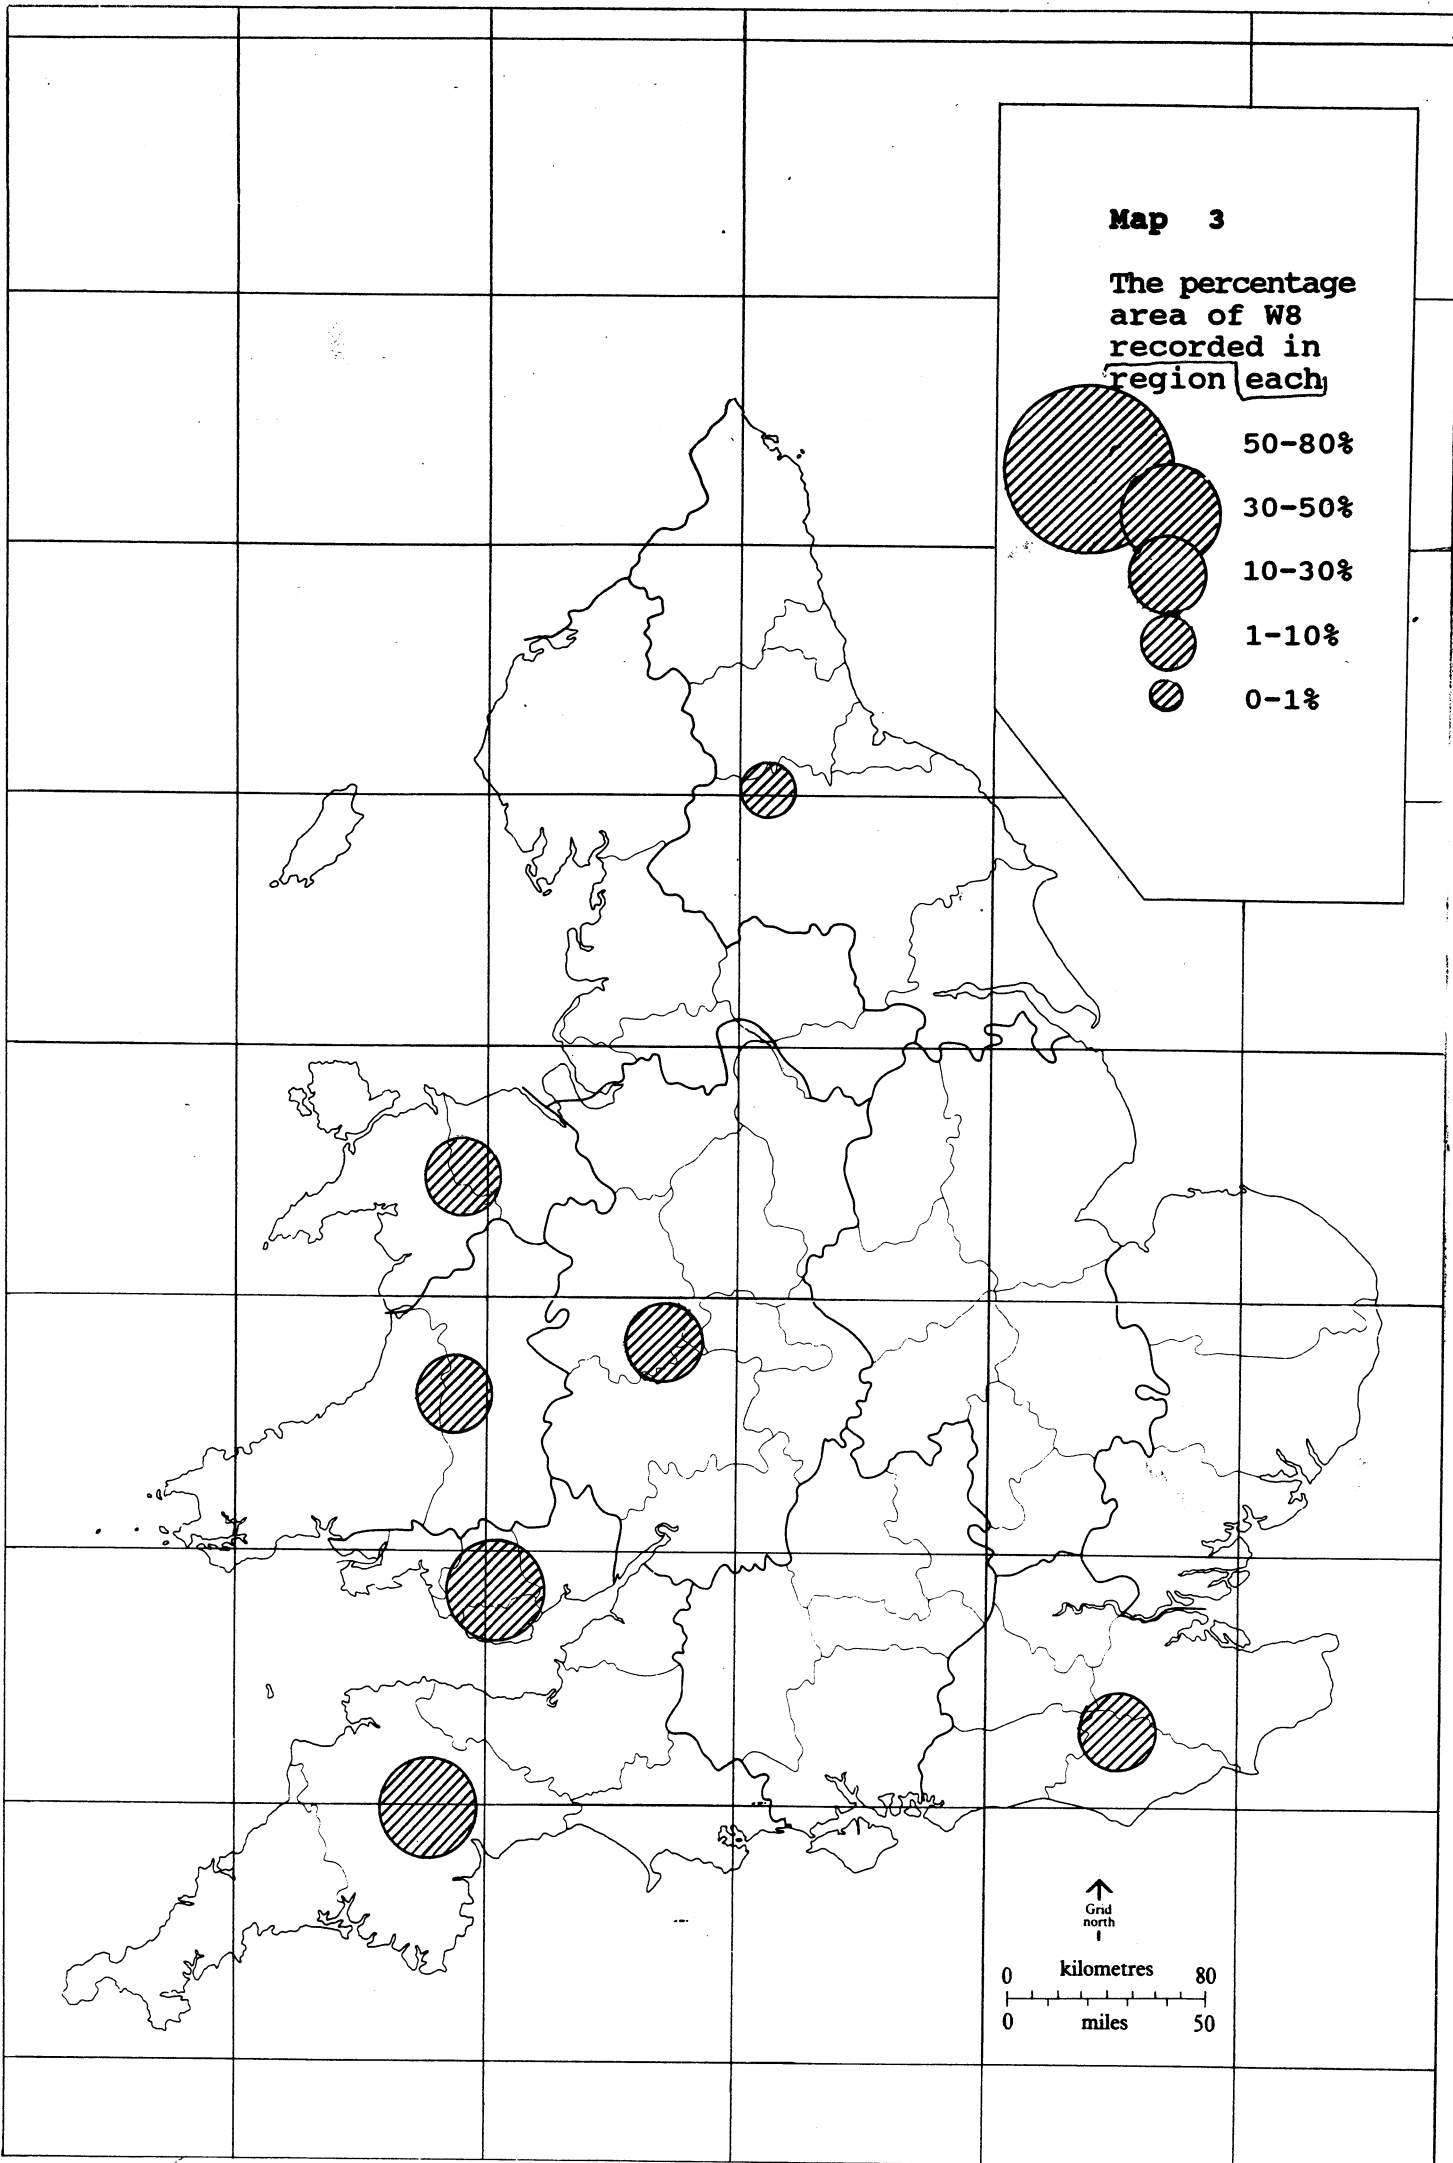 Map 3
The percentage
area of W8
recorded in
region each
50-80%
30-50%
10-30%
1-10%
0-1%
Grid
north
0 kilometres 80
0 miles 50